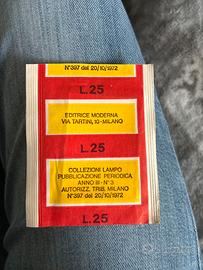 N°397 del 20/10/1972
L.25
EDITRICE MODERNA
VIA TARTINI, 10-MILANO
L.25
COLLEZIONI LAMPO
PUBBLICAZIONE PERIODICA
ANNO III - N° 3
AUTORIZZ. TRIB. MILANO
N°397 del 20/10/1972
L.25